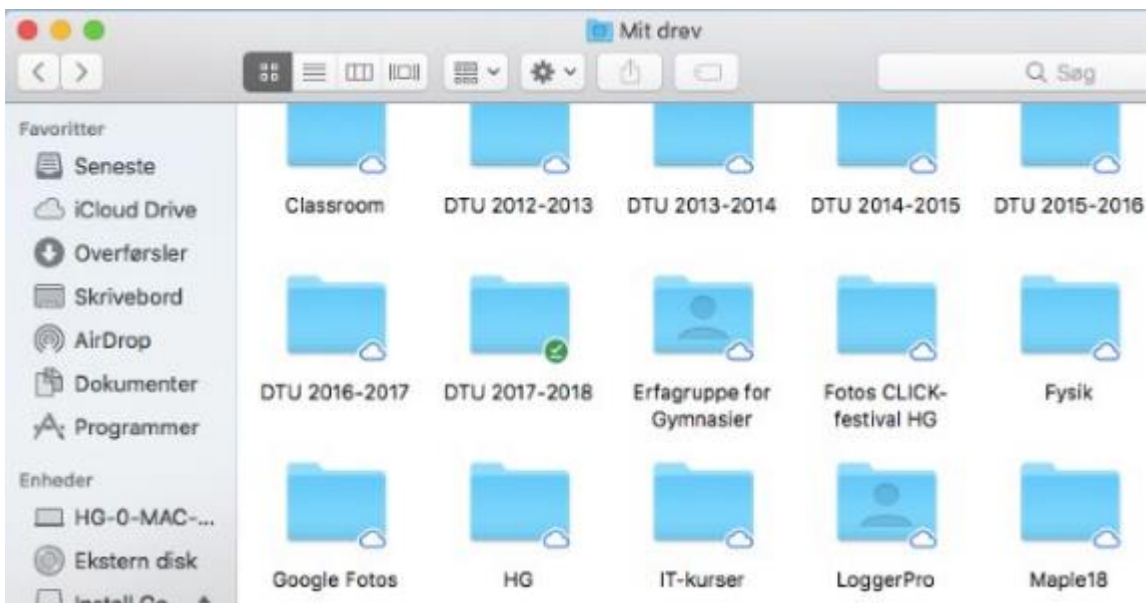 Mit drev
Søg
Favoritter
Seneste
iCloud Drive
Overførsler
Skrivebord
AirDrop
Dokumenter
Programmer
Enheder
HG-0-MAC-...
Ekstern disk
Classroom
DTU 2012-2013
DTU 2013-2014
DTU 2014-2015
DTU 2015-2016
DTU 2016-2017
DTU 2017-2018
Erfagruppe for
Gymnasier
Fotos CLICK-
festival HG
Fysik
Google Fotos
HG
IT-kurser
LoggerPro
Maple18